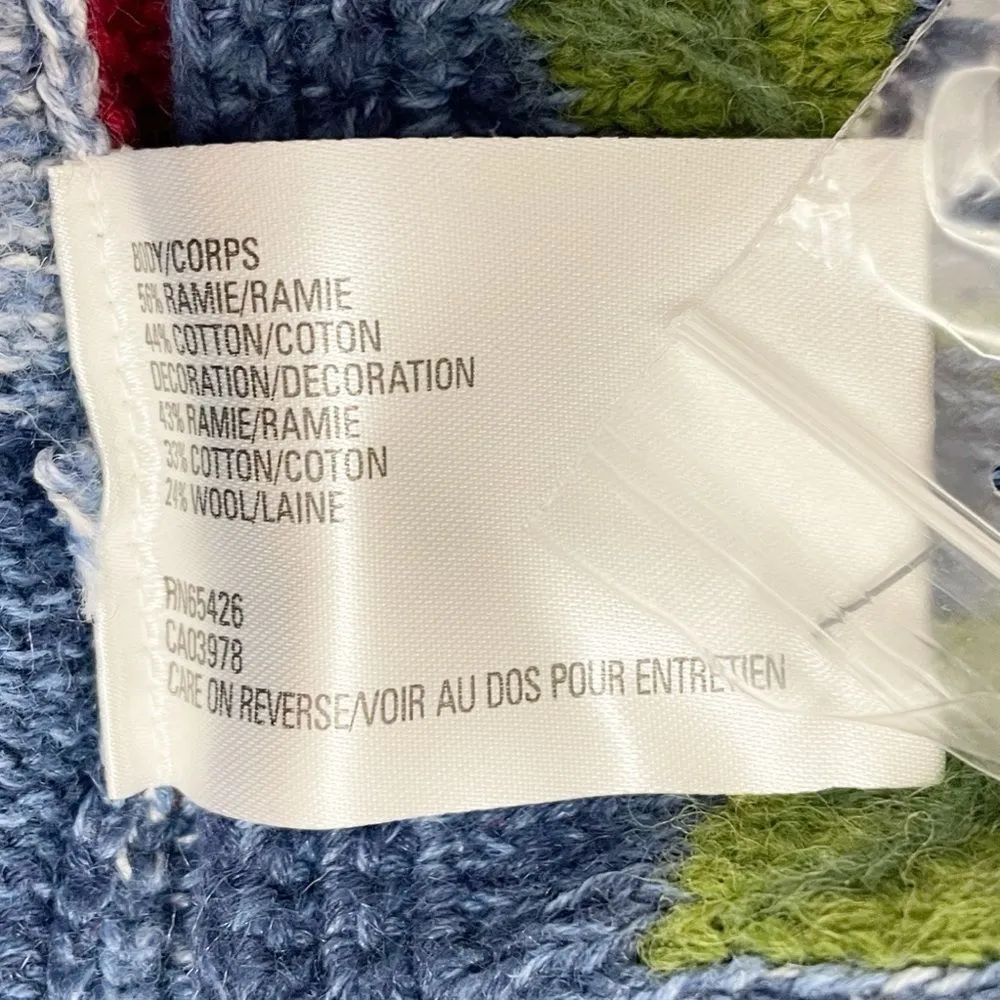 BODY/CORPS
56% RAMIE/RAMIE
44% COTTON/COTON
DECORATION/DECORATION
43% RAMIE/RAMIE
33% COTTON/COTON
24% WOOL/LAINE
RN65426
CA03978
CARE ON REVERSE/VOIR AU DOS POUR ENTRETIEN